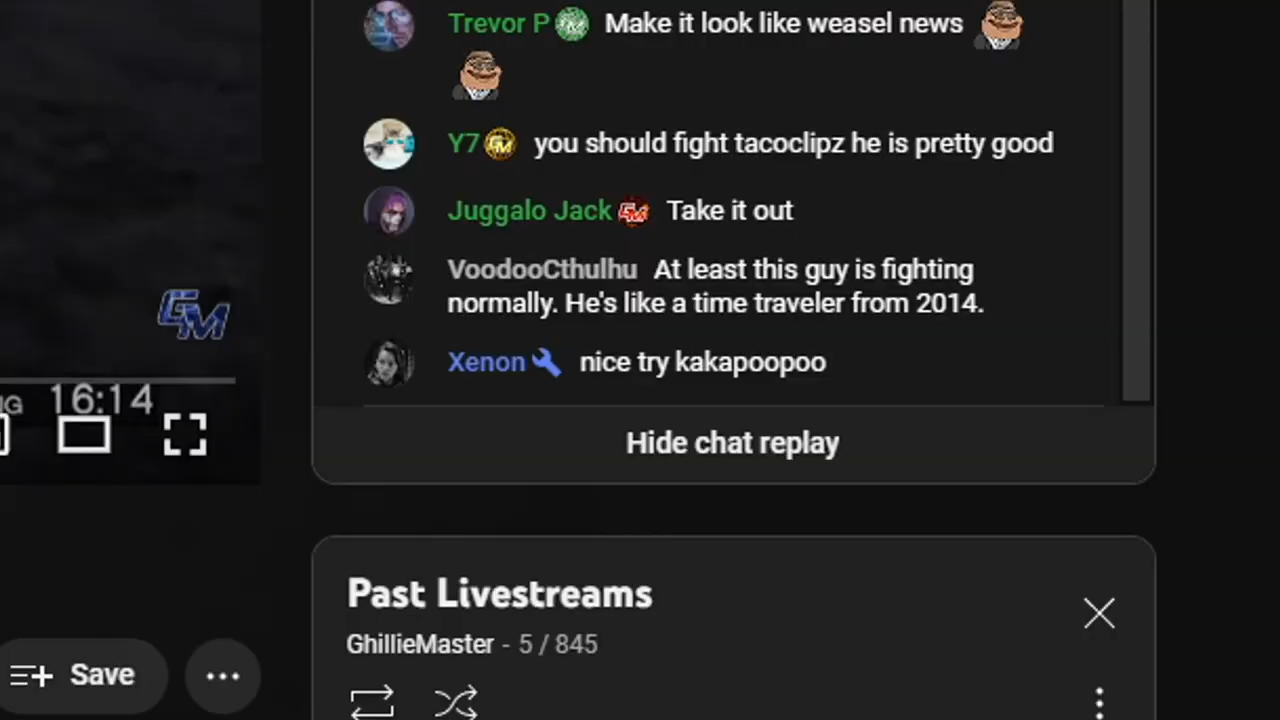 Trevor P Make it look like weasel news
Y7 you should fight tacoclipz he is pretty good
Juggalo Jack Take it out
VoodooCthulhu At least this guy is fighting
normally. He's like a time traveler from 2014.
Xenon nice try kakapoopoo
Hide chat replay
GM
16:14
Past Livestreams
GhillieMaster - 5 / 845
Save